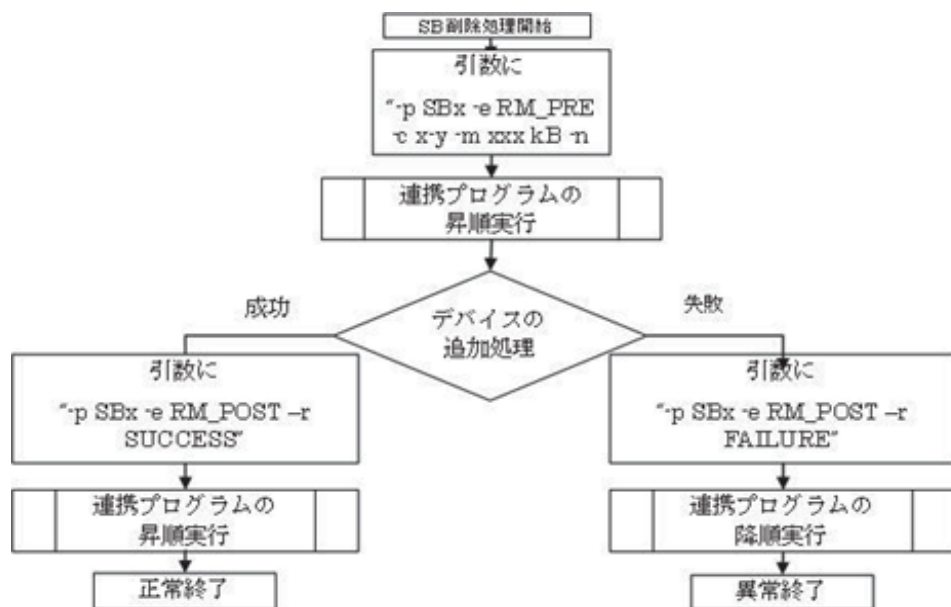 SB削除処理開始
引数に
"-p SBx -e RM_PRE
-c x-y -m xxx kB -n
連携プログラムの
昇順実行
デバイスの
追加処理
成功
失敗
引数に
"-p SBx -e RM_POST –r
SUCCESS"
連携プログラムの
昇順実行
正常終了
引数に
"-p SBx -e RM_POST –r
FAILURE"
連携プログラムの
降順実行
異常終了